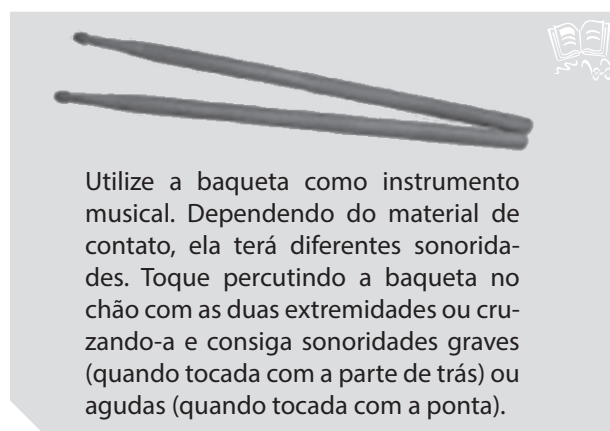 Utilize a baqueta como instrumento
musical. Dependendo do material de
contato, ela terá diferentes sonorida-
des. Toque percutindo a baqueta no
chão com as duas extremidades ou cru-
zando-a e consiga sonoridades graves
(quando tocada com a parte de trás) ou
agudas (quando tocada com a ponta).